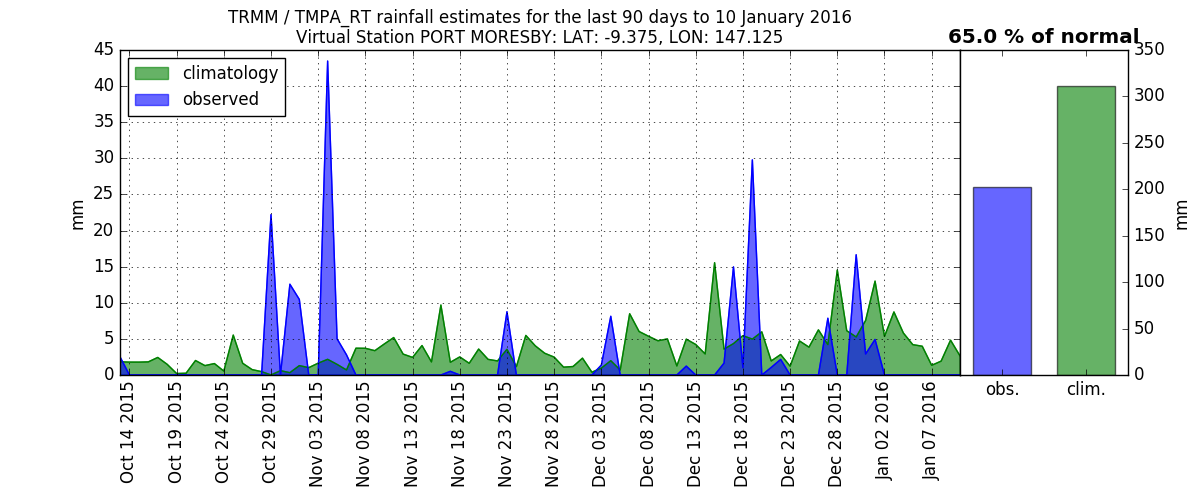 TRMM / TMPA_RT rainfall estimates for the last 90 days to 10 January 2016
Virtual Station PORT MORESBY: LAT: -9.375, LON: 147.125
65.0 % of normal
climatology
observed
45
40
35
30
25
20
15
10
5
0
mm
Oct 14 2015
Oct 19 2015
Oct 24 2015
Oct 29 2015
Nov 03 2015
Nov 08 2015
Nov 13 2015
Nov 18 2015
Nov 23 2015
Nov 28 2015
Dec 03 2015
Dec 08 2015
Dec 13 2015
Dec 18 2015
Dec 23 2015
Dec 28 2015
Jan 02 2016
Jan 07 2016
350
300
250
200
150
100
50
0
mm
obs.
clim.